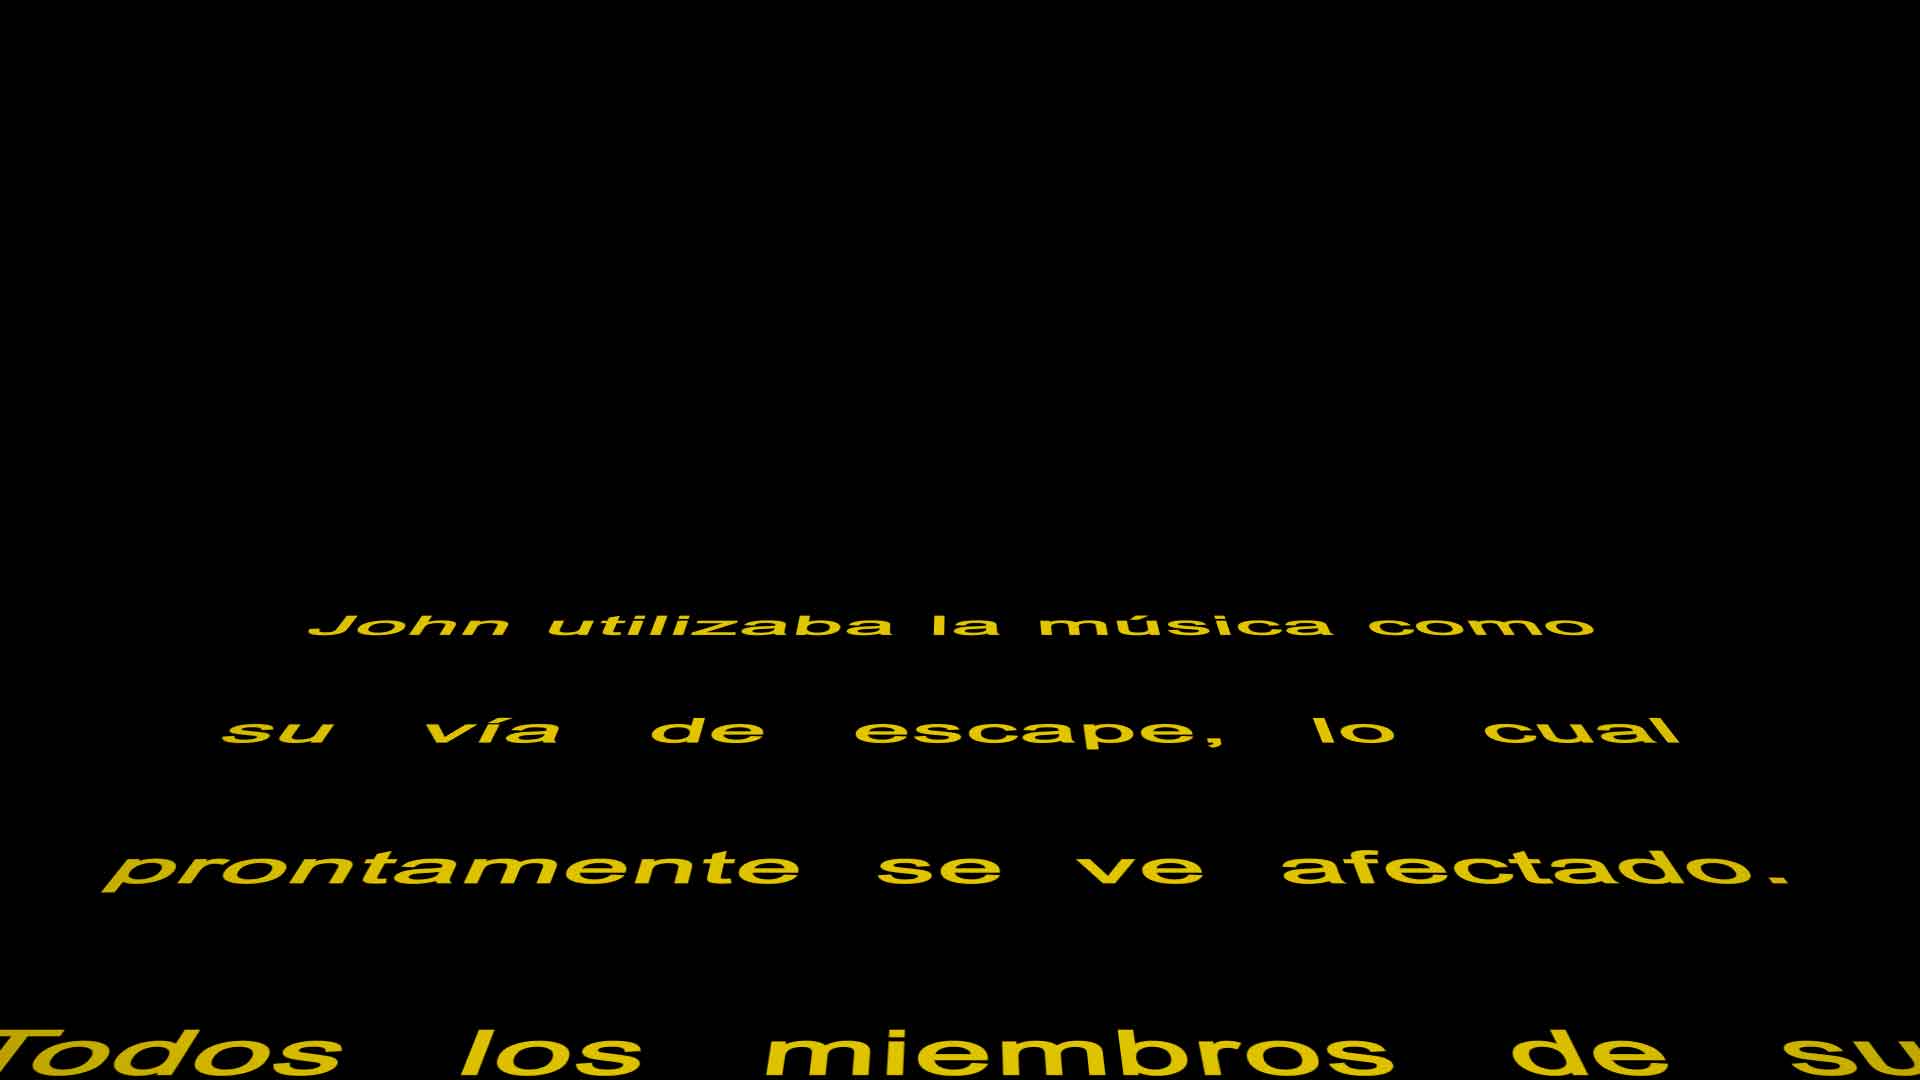 John utilizaba la música como
su vía de escape, lo cual
prontamente se ve afectado.
Todos los miembros de su